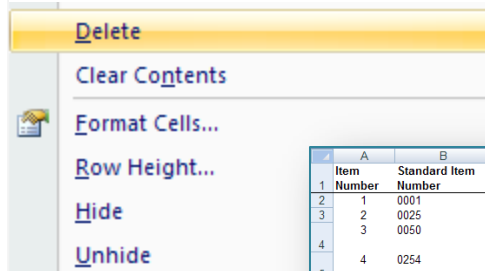 Delete
Clear Contents
Format Cells...
Row Height...
Hide
Unhide
A B
Item Standard Item
1 Number Number
2 1 0001
3 2 0025
3 0050
4
4 0254